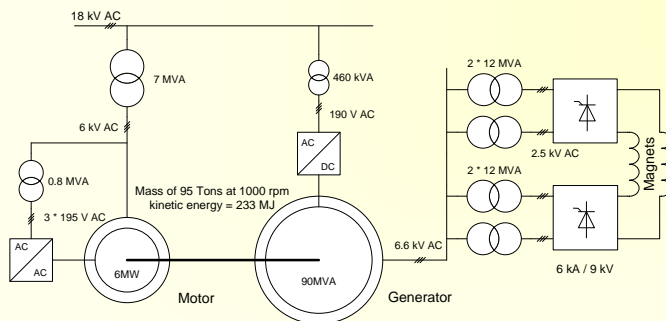 18 kV AC
7 MVA
460 kVA
2 * 12 MVA
190 V AC
6 kV AC
AC
DC
2.5 kV AC
Magnets
0.8 MVA
Mass of 95 Tons at 1000 rpm
kinetic energy = 233 MJ
2 * 12 MVA
3 * 195 V AC
AC
AC
6.6 kV AC
6MW
90MVA
6 kA / 9 kV
Motor
Generator